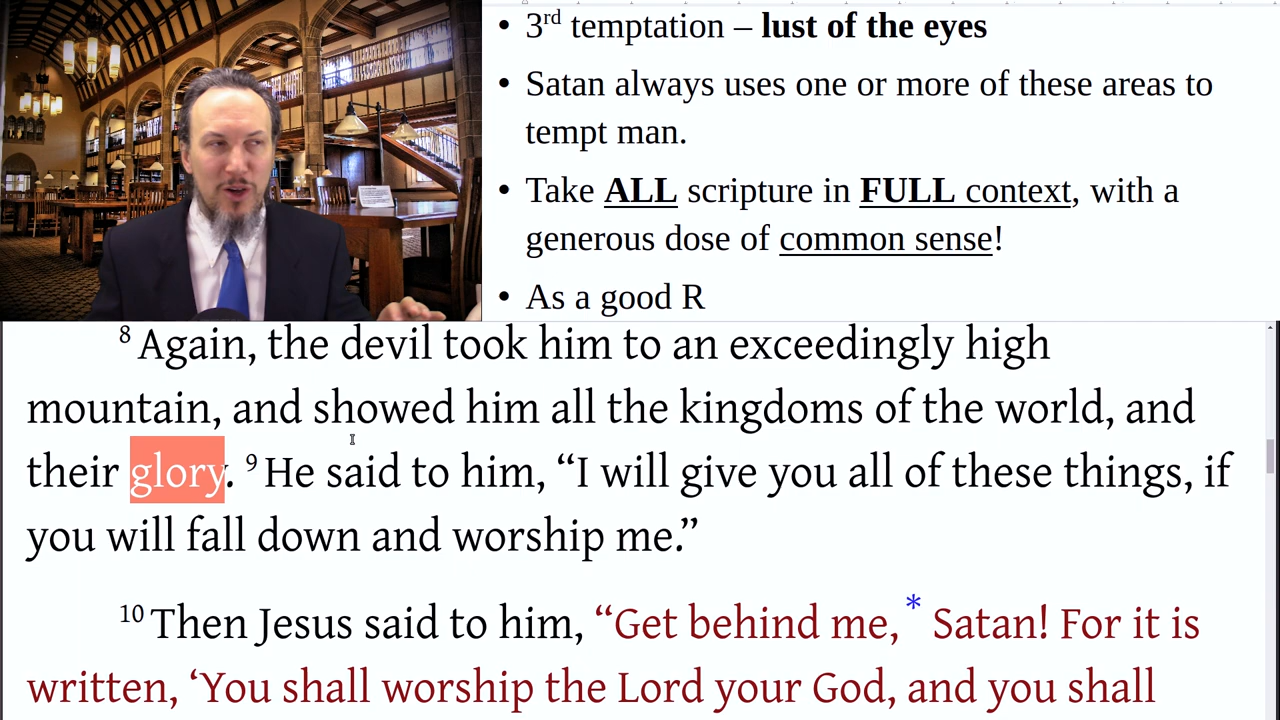 • 3rd temptation – lust of the eyes
• Satan always uses one or more of these areas to
tempt man.
• Take ALL scripture in FULL context, with a
generous dose of common sense!
• As a good R
8 Again, the devil took him to an exceedingly high
mountain, and showed him all the kingdoms of the world, and
their glory. 9 He said to him, “I will give you all of these things, if
you will fall down and worship me.”
10 Then Jesus said to him, “Get behind me,* Satan! For it is
written, ‘You shall worship the Lord your God, and you shall